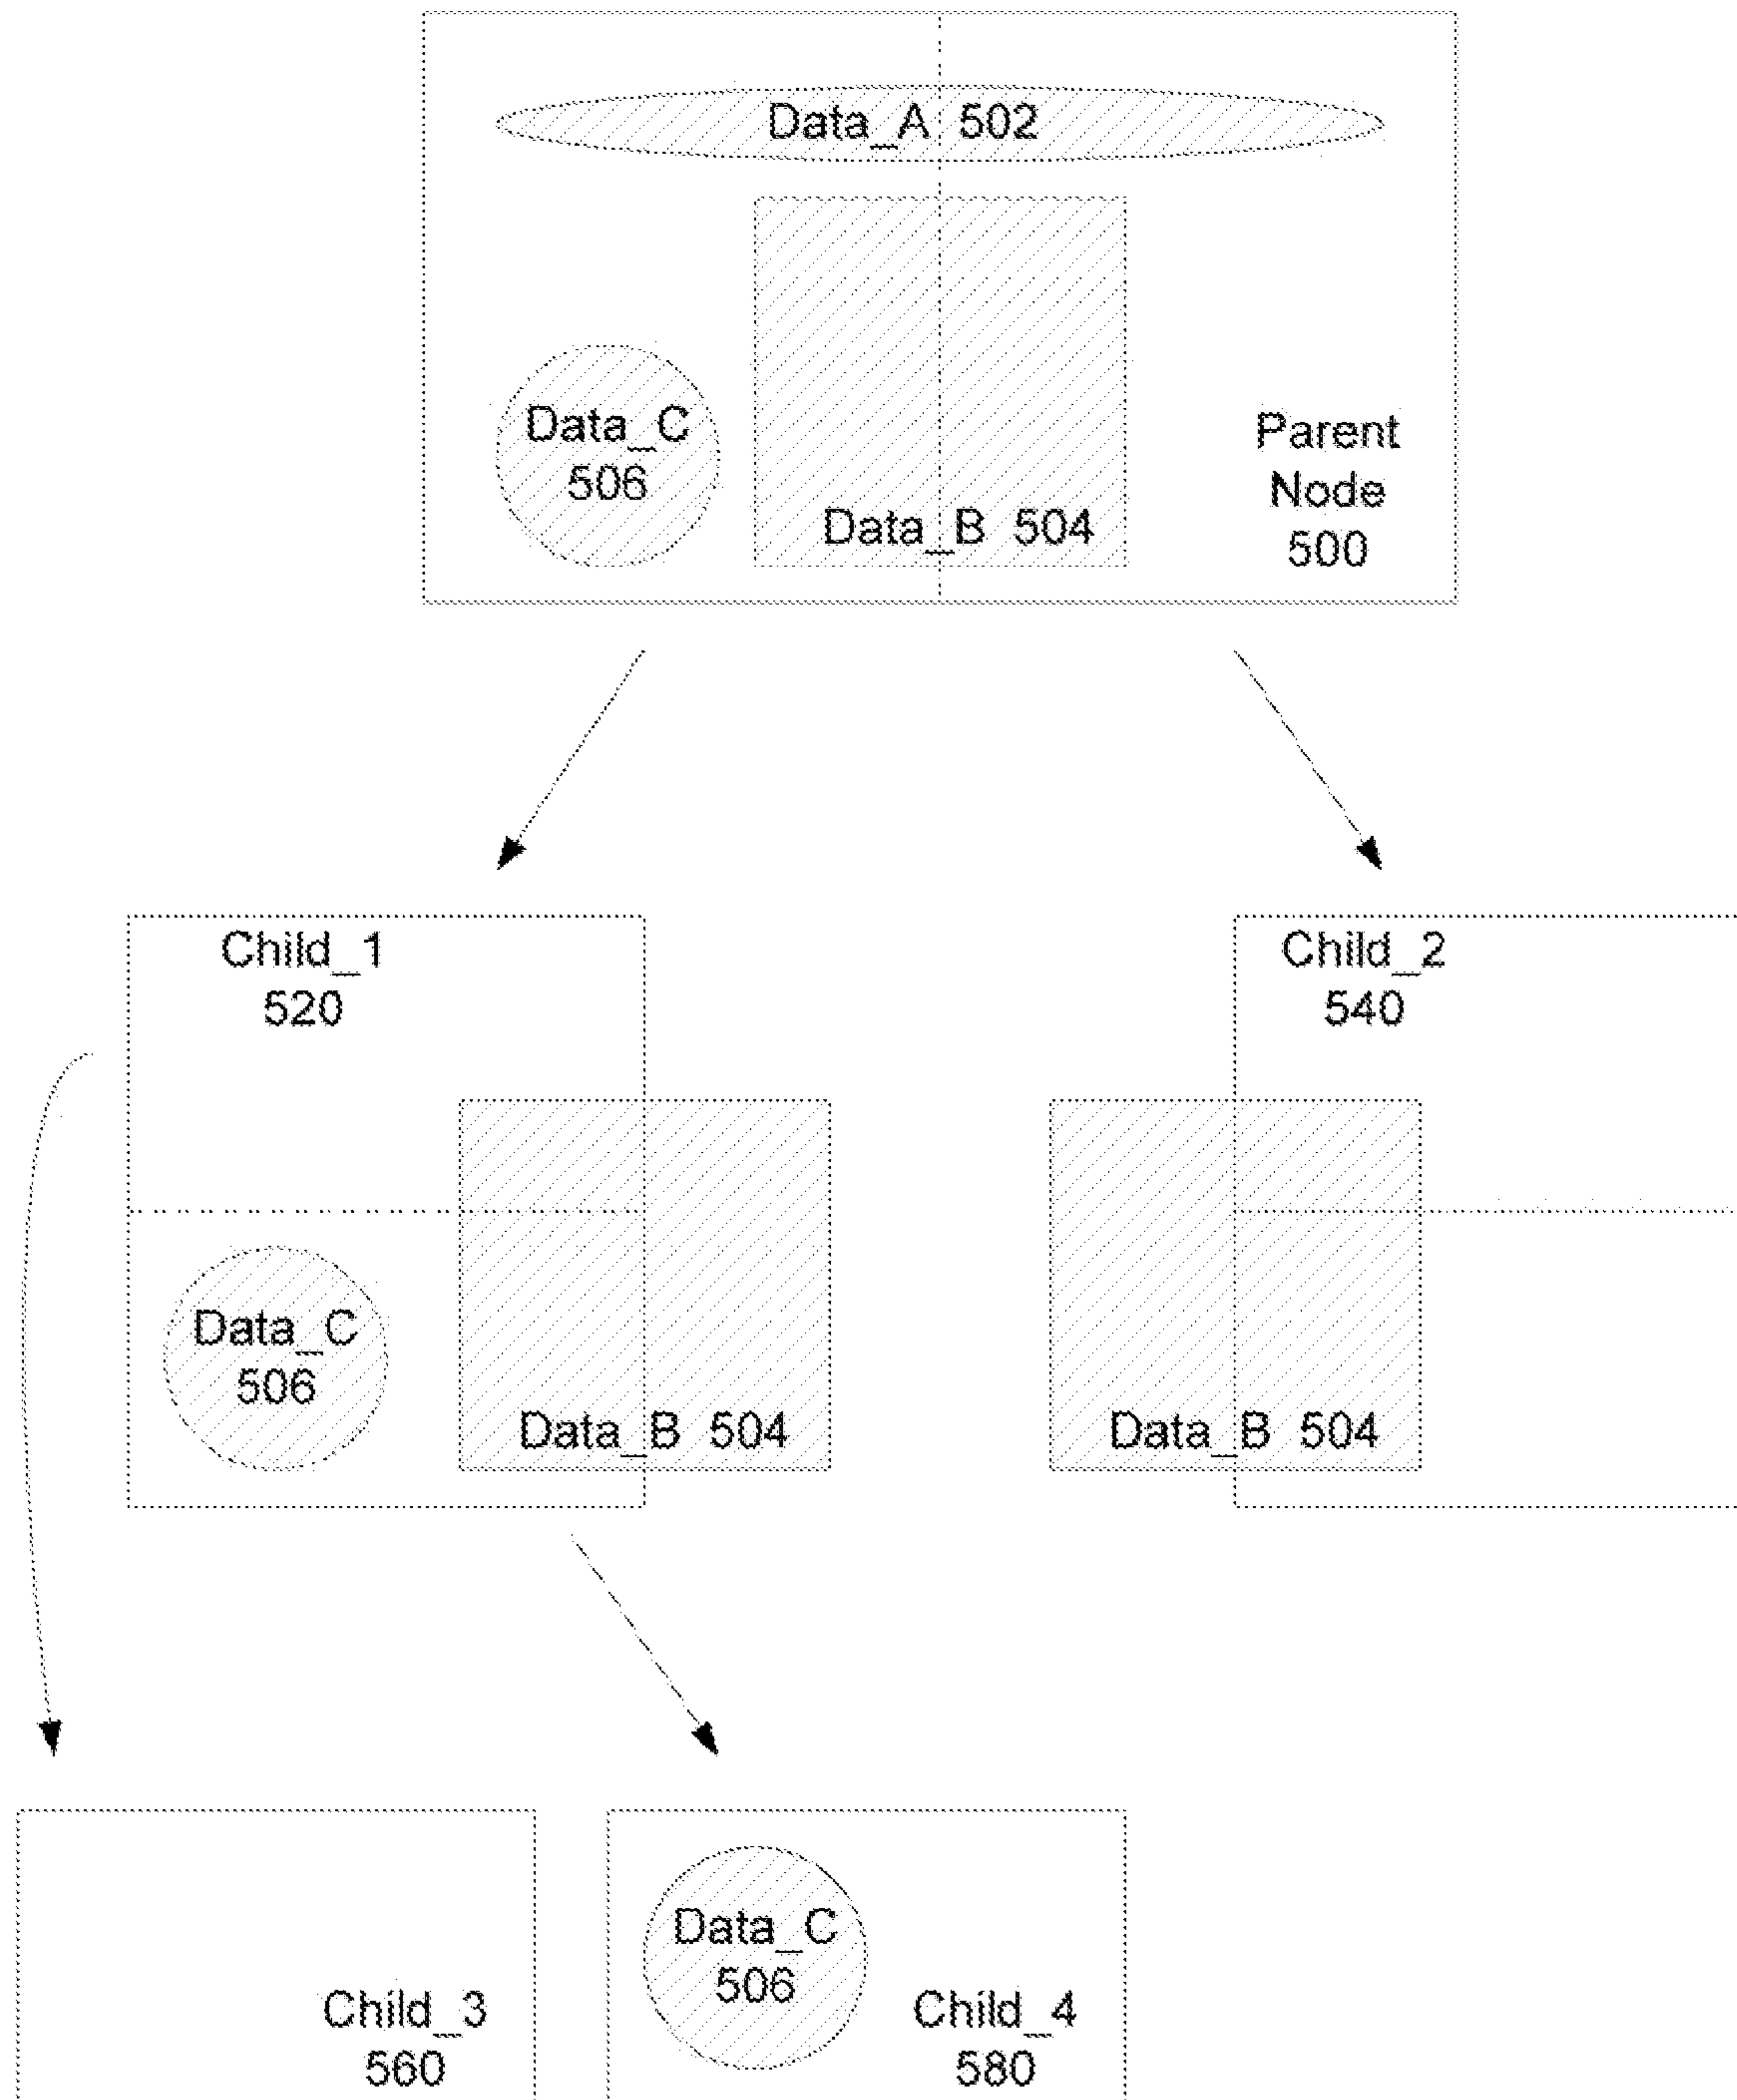 Data_A 502
Data_C
506
Data_B 504
Parent
Node
500
Child_1
520
Child_2
540
Data_C
506
Data_B 504
Data_B 504
Child_3
560
Data_C
506
Child_4
580